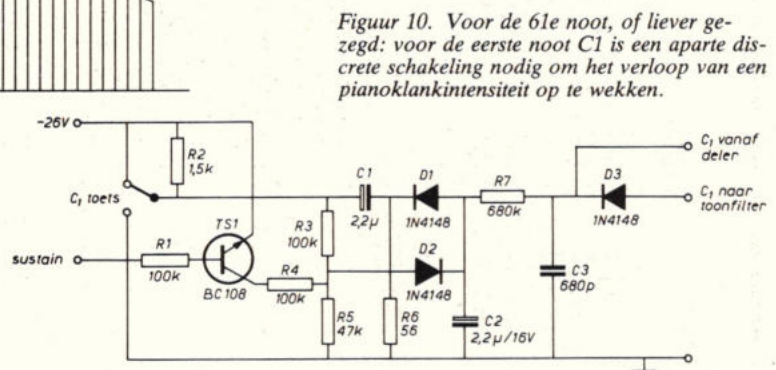 Figuur 10. Voor de 61e noot, of liever ge-
zegd: voor de eerste noot C1 is een aparte dis-
crete schakeling nodig om het verloop van een
pianoklankintensiteit op te wekken.
-26V
R2
1,5k
C1 toets
sustain
R1
100k
TS1
BC108
R3
100k
R4
100k
R5
47k
C1
2,2µ
R6
56
D1
1N4148
D2
1N4148
C2
2,2µ/16V
R7
680k
C3
680p
D3
1N4148
C1 vanaf
deler
C1 naar
toonfilter